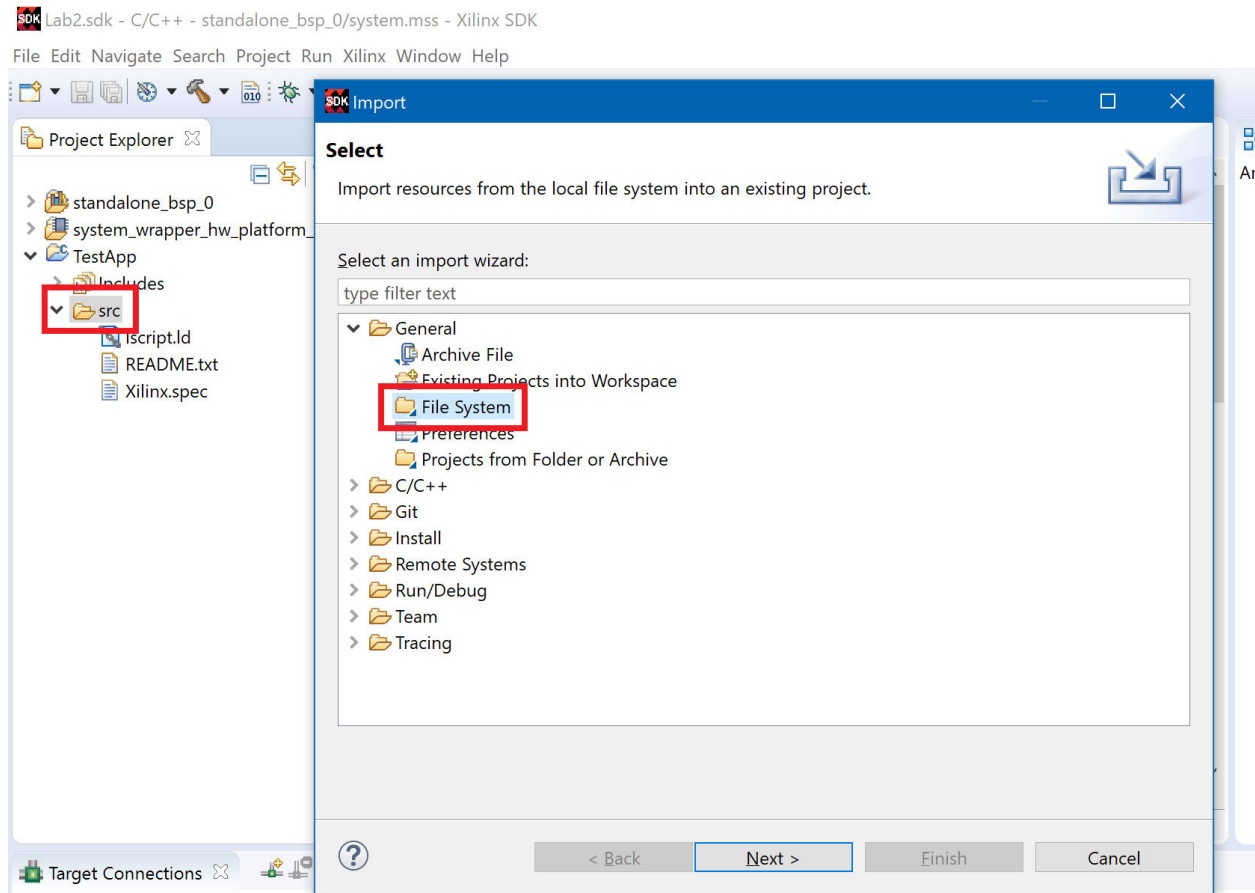 SDK Lab2.sdk - C/C++ - standalone_bsp_0/system.mss - Xilinx SDK
File Edit Navigate Search Project Run Xilinx Window Help
010
Project Explorer
standalone_bsp_0
system_wrapper_hw_platform_
TestApp
Includes
src
lscript.ld
README.txt
Xilinx.spec
Target Connections
SDK Import
Select
Import resources from the local file system into an existing project.
Select an import wizard:
type filter text
General
Archive File
Existing Projects into Workspace
File System
Preferences
Projects from Folder or Archive
C/C++
Git
Install
Remote Systems
Run/Debug
Team
Tracing
?
< Back
Next >
Finish
Cancel